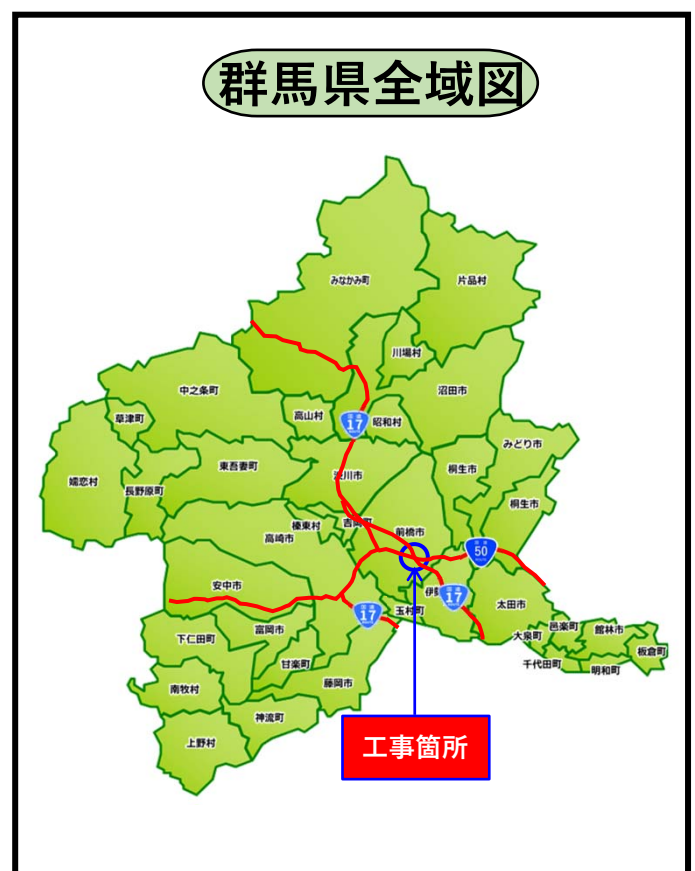 群馬県全域図
みなかみ町
片品村
川場村
沼田市
中之条町
草津町
高山村
昭和村
17
みどり市
東吾妻町
渋川市
桐生市
嬬恋村
長野原町
桐生市
榛東村
吉岡町
前橋市
高崎市
50
安中市
17
太田市
玉村町
17
邑楽町
館林市
大泉町
下仁田町
富岡市
板倉町
千代田町
甘楽町
明和町
藤岡市
南牧村
神流町
上野村
工事箇所